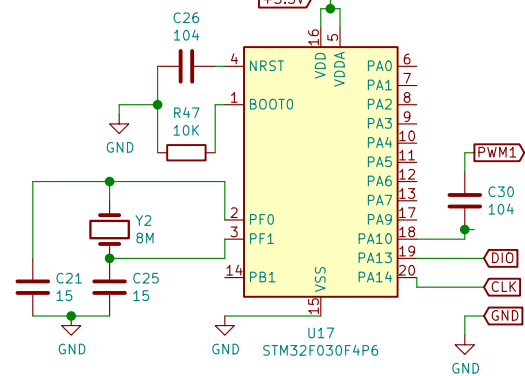 +3.3V
C26
104
16
5
VDD
VDDA
4
NRST
PA0
6
PA1
7
1
BOOT0
PA2
8
R47
10K
PA3
9
GND
PA4
10
PA5
11
PWM1
PA6
12
PA7
13
C30
104
2
PF0
PA9
17
Y2
8M
3
PF1
PA10
18
PA13
19
DIO
14
PB1
PA14
20
C21
15
C25
15
VSS
15
CLK
GND
GND
GND
U17
STM32F030F4P6
GND